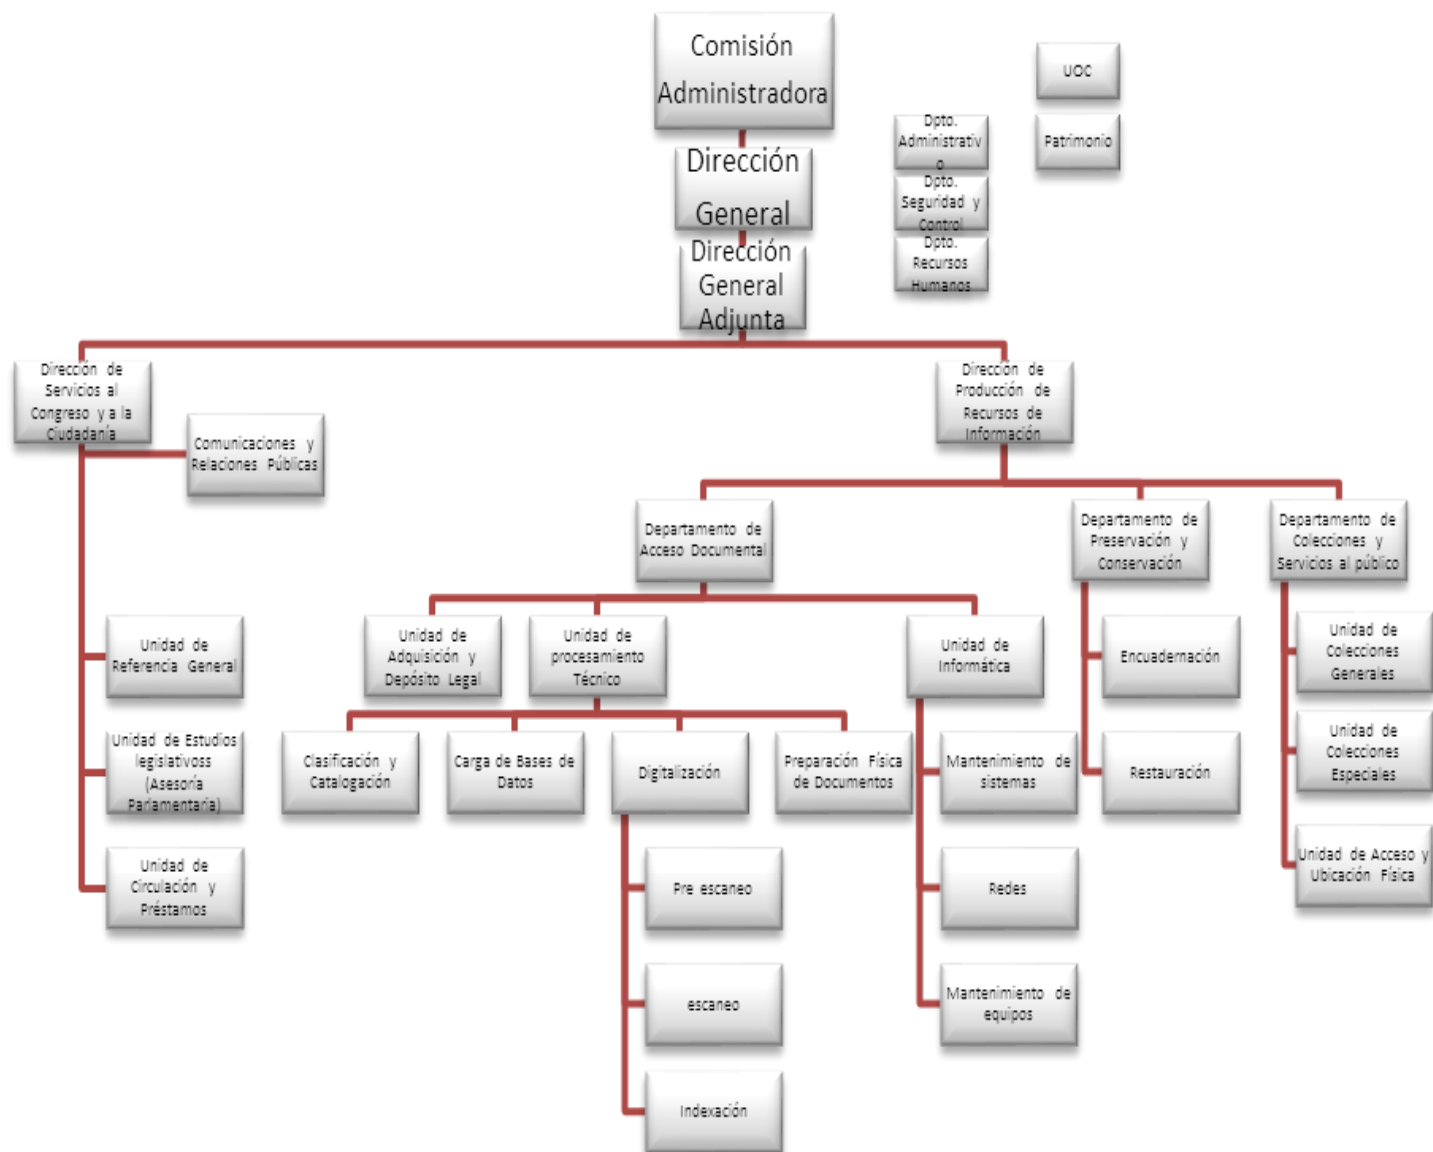 Comisión
Administradora
UOC
Dpto.
Administrativ
o
Patrimonio
Dirección
General
Dpto.
Seguridad y
Control
Dirección
General
Adjunta
Dpto.
Recursos
Humanos
Dirección de
Servicios al
Congreso y a la
Ciudadanía
Dirección de
Producción de
Recursos de
Información
Comunicaciones y
Relaciones Públicas
Departamento de
Acceso Documental
Departamento de
Preservación y
Conservación
Departamento de
Colecciones y
Servicios al público
Unidad de
Referencia General
Unidad de
Adquisición y
Depósito Legal
Unidad de
procesamiento
Técnico
Unidad de
Informática
Encuadernación
Unidad de
Colecciones
Generales
Unidad de Estudios
legislativoss
(Asesoría
Parlamentaria)
Clasificación y
Catalogación
Carga de Bases de
Datos
Digitalización
Preparación Física
de Documentos
Mantenimiento de
sistemas
Restauración
Unidad de
Colecciones
Especiales
Unidad de
Circulación y
Préstamos
Pre escaneo
Redes
Unidad de Acceso y
Ubicación Física
escaneo
Mantenimiento de
equipos
Indexación